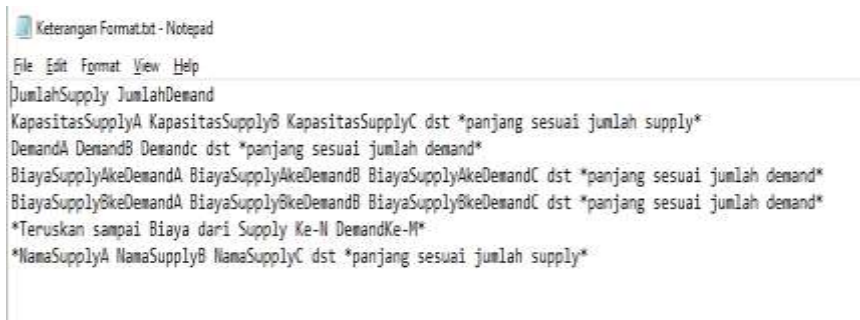 Keterangan Format.txt - Notepad
File Edit Format View Help
JumlahSupply JumlahDemand
KapasitasSupplyA KapasitasSupplyB KapasitasSupplyC dst *panjang sesuai jumlah supply*
DemandA DemandB Demandc dst *panjang sesuai jumlah demand*
BiayaSupplyAkeDemandA BiayaSupplyAkeDemandB BiayaSupplyAkeDemandC dst *panjang sesuai jumlah demand*
BiayaSupplyBkeDemandA BiayaSupplyBkeDemandB BiayaSupplyBkeDemandC dst *panjang sesuai jumlah demand*
*Teruskan sampai Biaya dari Supply Ke-N DemandKe-M*
*NamaSupplyA NamaSupplyB NamaSupplyC dst *panjang sesuai jumlah supply*